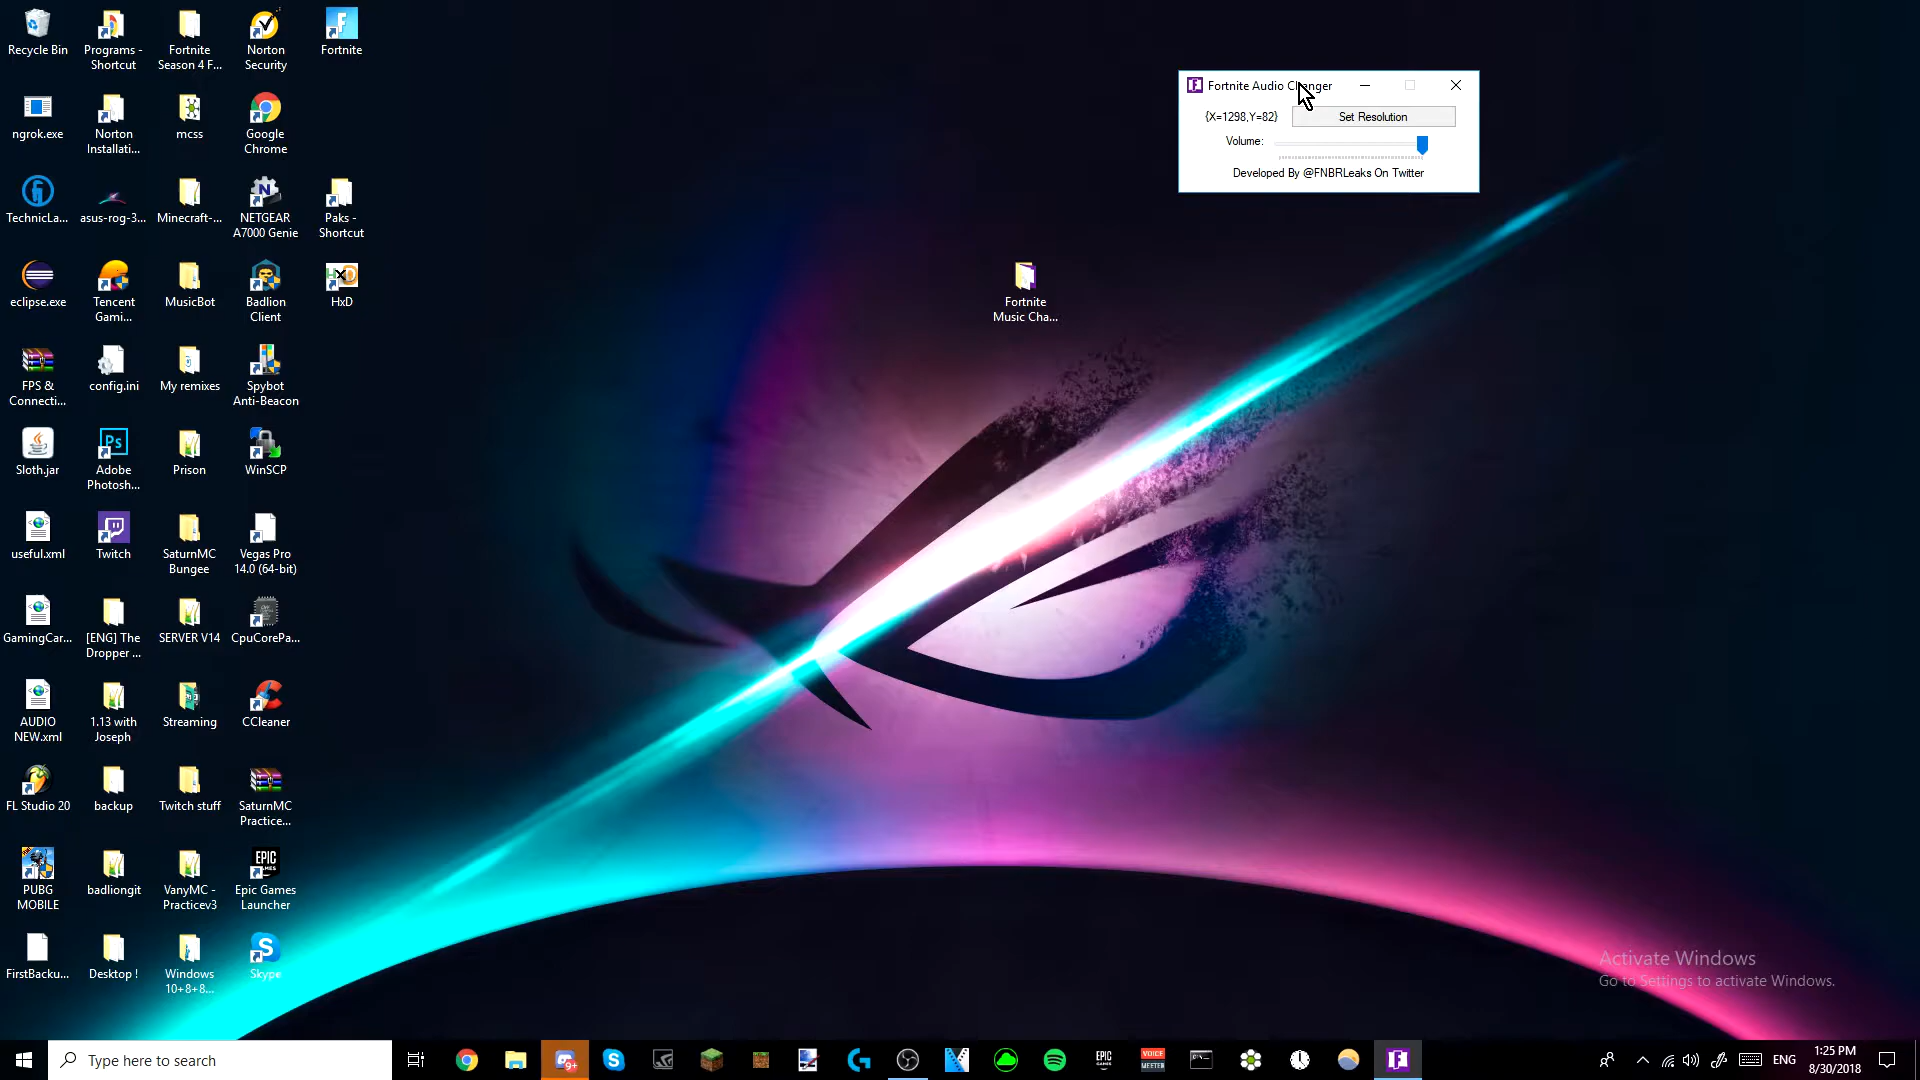 Recycle Bin
Programs -
Shortcut
Fortnite
Season 4 F...
Norton
Security
Fortnite
ngrok.exe
Norton
Installati...
mcss
Google
Chrome
TechnicLa...
asus-rog-3...
Minecraft-...
NETGEAR
A7000 Genie
Paks -
Shortcut
eclipse.exe
Tencent
Gami...
MusicBot
Badlion
Client
HxD
FPS &
Connecti...
config.ini
My remixes
Spybot
Anti-Beacon
Sloth.jar
Adobe
Photosh...
Prison
WinSCP
useful.xml
Twitch
SaturnMC
Bungee
Vegas Pro
14.0 (64-bit)
GamingCar...
[ENG] The
Dropper ...
SERVER V14
CpuCorePa...
AUDIO
NEW.xml
1.13 with
Joseph
Streaming
CCleaner
FL Studio 20
backup
Twitch stuff
SaturnMC
Practice...
PUBG
MOBILE
badliongit
VanyMC -
Practicev3
Epic Games
Launcher
FirstBacku...
Desktop !
Windows
10+8+8...
Skype
Fortnite
Music Cha...
{X=1298,Y=82}
Set Resolution
Volume:
Developed By @FNBRLeaks On Twitter
Activate Windows
Go to Settings to activate Windows.
Type here to search
9+
EPIC
VOICE
MEETER
ENG
1:25 PM
8/30/2018